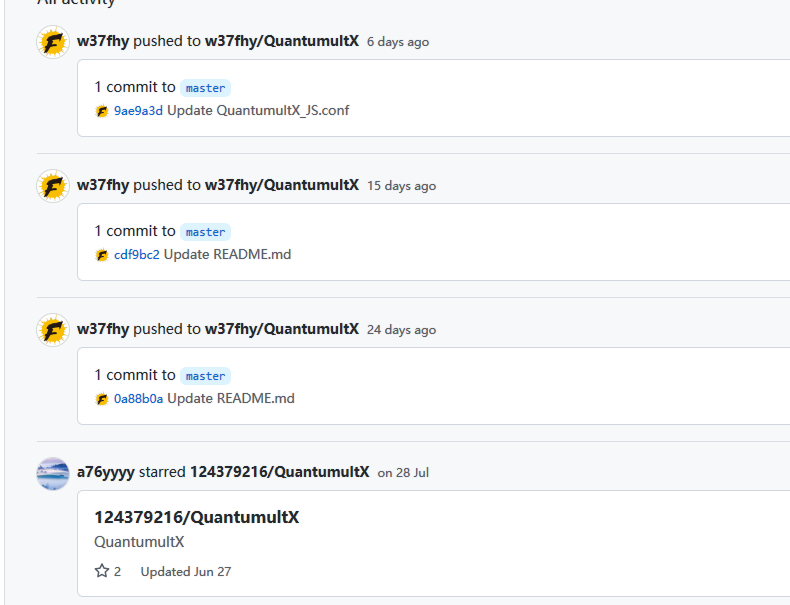 All activity
w37fhy pushed to w37fhy/QuantumultX 6 days ago
1 commit to master
9ae9a3d Update QuantumultX_JS.conf
w37fhy pushed to w37fhy/QuantumultX 15 days ago
1 commit to master
cdf9bc2 Update README.md
w37fhy pushed to w37fhy/QuantumultX 24 days ago
1 commit to master
0a88b0a Update README.md
a76yyyy starred 124379216/QuantumultX on 28 Jul
124379216/QuantumultX
QuantumultX
2 Updated Jun 27